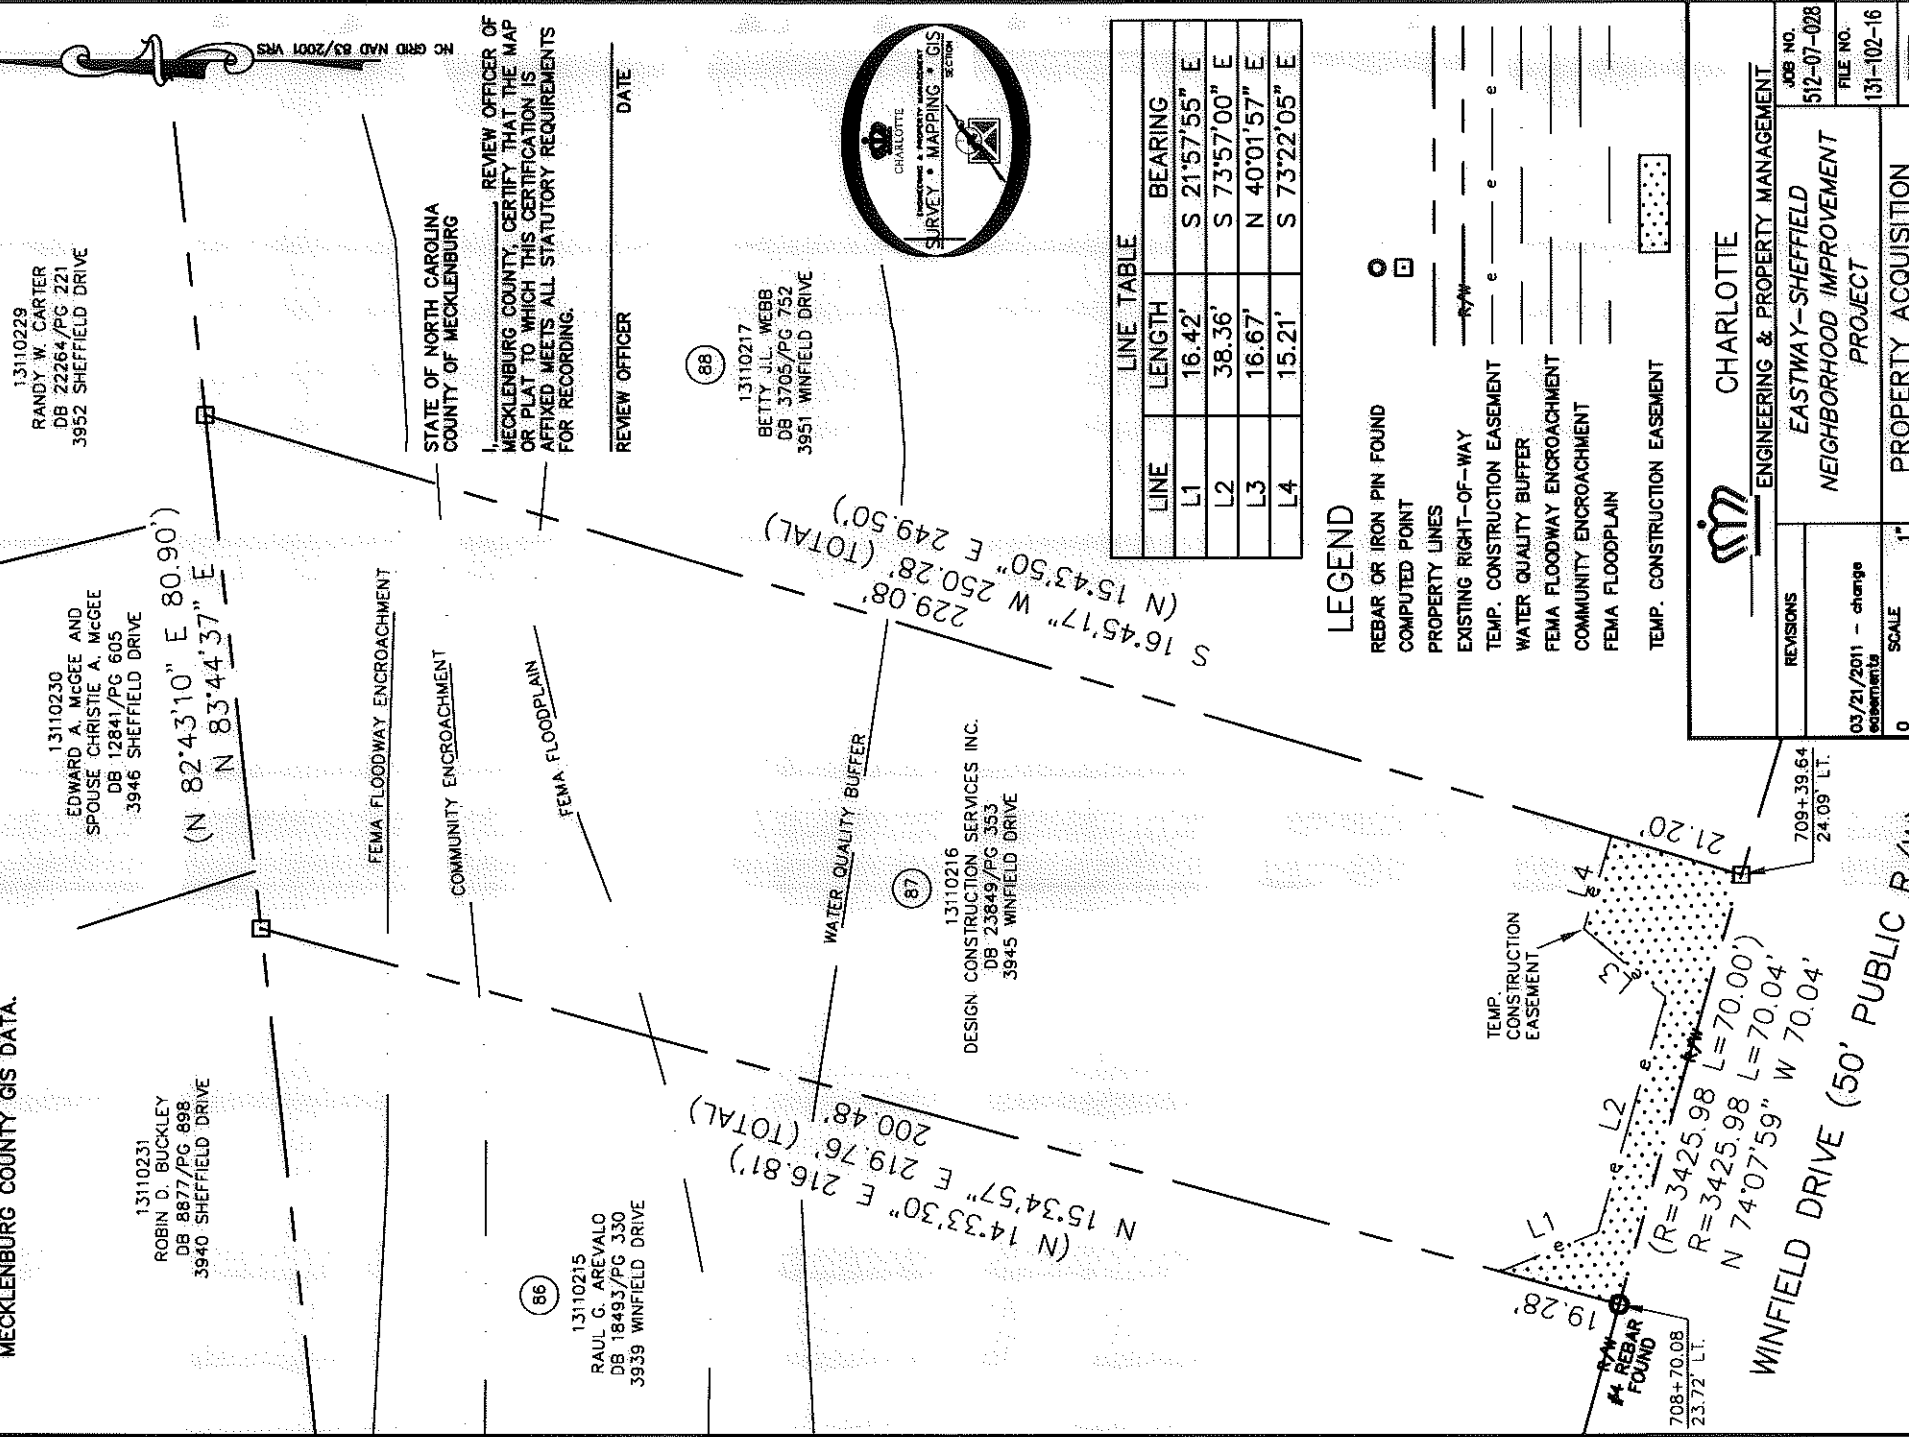 MECKLENBURG COUNTY GIS DATA.
13110231
ROBIN D. BUCKLEY
DB 8877/PG 898
3940 SHEFFIELD DRIVE
13110230
EDWARD A. McGEE AND
SPOUSE CHRISTIE A. McGEE
DB 12841/PG 605
3946 SHEFFIELD DRIVE
13110229
RANDY W. CARTER
DB 22264/PG 221
3952 SHEFFIELD DRIVE
NC GRID NAD 83/2001 VRS
(N 82°43'10" E 80.90')
N 83°44'37" E
FEMA FLOODWAY ENCROACHMENT
COMMUNITY ENCROACHMENT
FEMA FLOODPLAIN
WATER QUALITY BUFFER
STATE OF NORTH CAROLINA
COUNTY OF MECKLENBURG
I, REVIEW OFFICER OF
MECKLENBURG COUNTY, CERTIFY THAT THE MAP
OR PLAT TO WHICH THIS CERTIFICATION IS
AFFIXED MEETS ALL STATUTORY REQUIREMENTS
FOR RECORDING.
REVIEW OFFICER DATE
86
13110215
RAUL G. AREVALO
DB 18493/PG 330
3939 WINFIELD DRIVE
200.48'
N 15°34'57" E 219.76' (TOTAL)
(N 14°33'30" E 216.81')
87
13110216
DESIGN CONSTRUCTION SERVICES INC.
DB 23849/PG 353
3945 WINFIELD DRIVE
229.08'
S 16°45'17" W 250.28' (TOTAL)
(N 15°43'50" E 249.50')
88
13110217
BETTY J.L. WEBB
DB 3705/PG 752
3951 WINFIELD DRIVE
CHARLOTTE
ENGINEERING & PROPERTY MANAGEMENT
SURVEY * MAPPING * GIS
SECTION
LINE TABLE
LINE LENGTH BEARING
L1 16.42' S 21°57'55" E
L2 38.36' S 73°57'00" E
L3 16.67' N 40°01'57" E
L4 15.21' S 73°22'05" E
LEGEND
REBAR OR IRON PIN FOUND
COMPUTED POINT
PROPERTY LINES
EXISTING RIGHT-OF-WAY R/W
TEMP. CONSTRUCTION EASEMENT e e e
WATER QUALITY BUFFER
FEMA FLOODWAY ENCROACHMENT
COMMUNITY ENCROACHMENT
FEMA FLOODPLAIN
TEMP. CONSTRUCTION EASEMENT
TEMP.
CONSTRUCTION
EASEMENT
19.28'
L1
e
e
L2
e
L3
e
L4
e
21.20'
R/W
R/W
#4 REBAR
FOUND
708+70.08
23.72' LT.
709+39.64
24.09' LT.
(R=3425.98 L=70.00')
R=3425.98 L=70.04'
N 74°07'59" W 70.04'
WINFIELD DRIVE (50' PUBLIC
CHARLOTTE
ENGINEERING & PROPERTY MANAGEMENT
REVISIONS
03/21/2011 - change
easements
EASTWAY-SHEFFIELD
NEIGHBORHOOD IMPROVEMENT
PROJECT
JOB NO.
512-07-028
FILE NO.
131-102-16
0 SCALE 1"
PROPERTY ACQUISITION